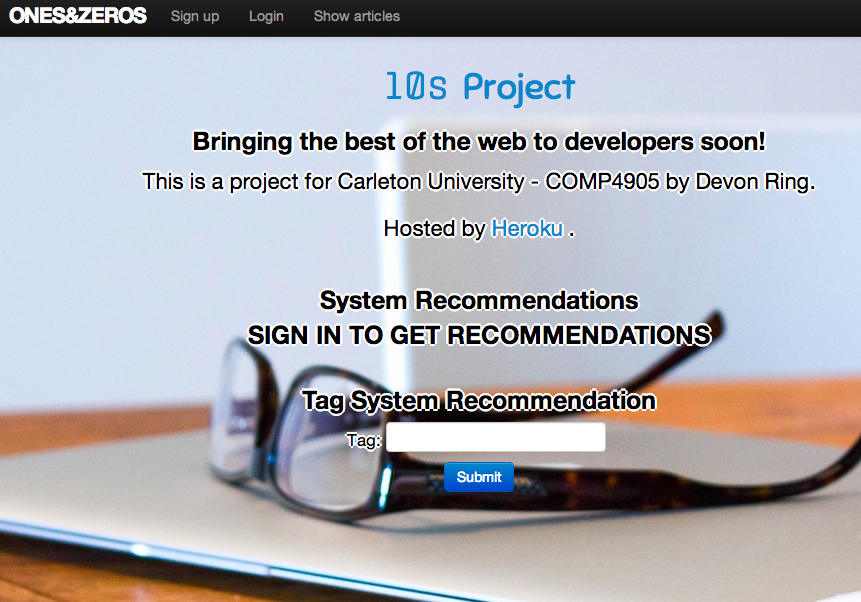 ONES&ZEROS Sign up Login Show articles
10s Project
Bringing the best of the web to developers soon!
This is a project for Carleton University - COMP4905 by Devon Ring.
Hosted by Heroku .
System Recommendations
SIGN IN TO GET RECOMMENDATIONS
Tag System Recommendation
Tag:
Submit